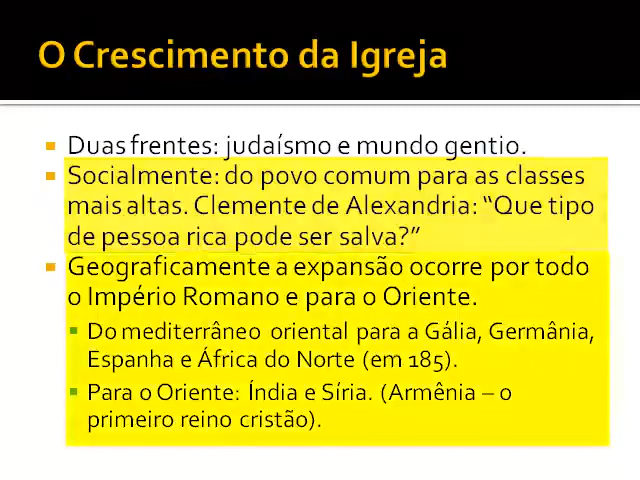 O Crescimento da Igreja
Duas frentes: judaísmo e mundo gentio.
Socialmente: do povo comum para as classes
mais altas. Clemente de Alexandria: “Que tipo
de pessoa rica pode ser salva?”
Geograficamente a expansão ocorre por todo
o Império Romano e para o Oriente.
Do mediterrâneo oriental para a Gália, Germânia,
Espanha e África do Norte (em 185).
Para o Oriente: Índia e Síria. (Armênia – o
primeiro reino cristão).